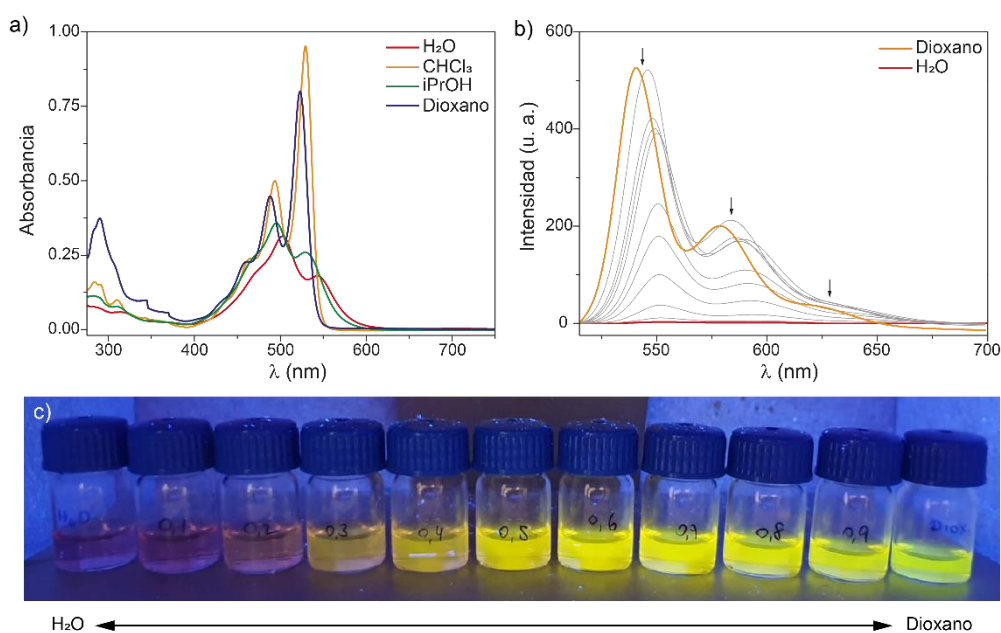 a)
1.00
0.75
0.50
0.25
0.00
Absorbancia
300
400
500
600
700
λ (nm)
H₂O
CHCl₃
iPrOH
Dioxano
b)
600
400
200
0
Intensidad (u. a.)
550
600
650
700
λ (nm)
Dioxano
H₂O
c)
H₂O
0,1
0,2
0,3
0,4
0,5
0,6
0,7
0,8
0,9
Diox.
H₂O
Dioxano